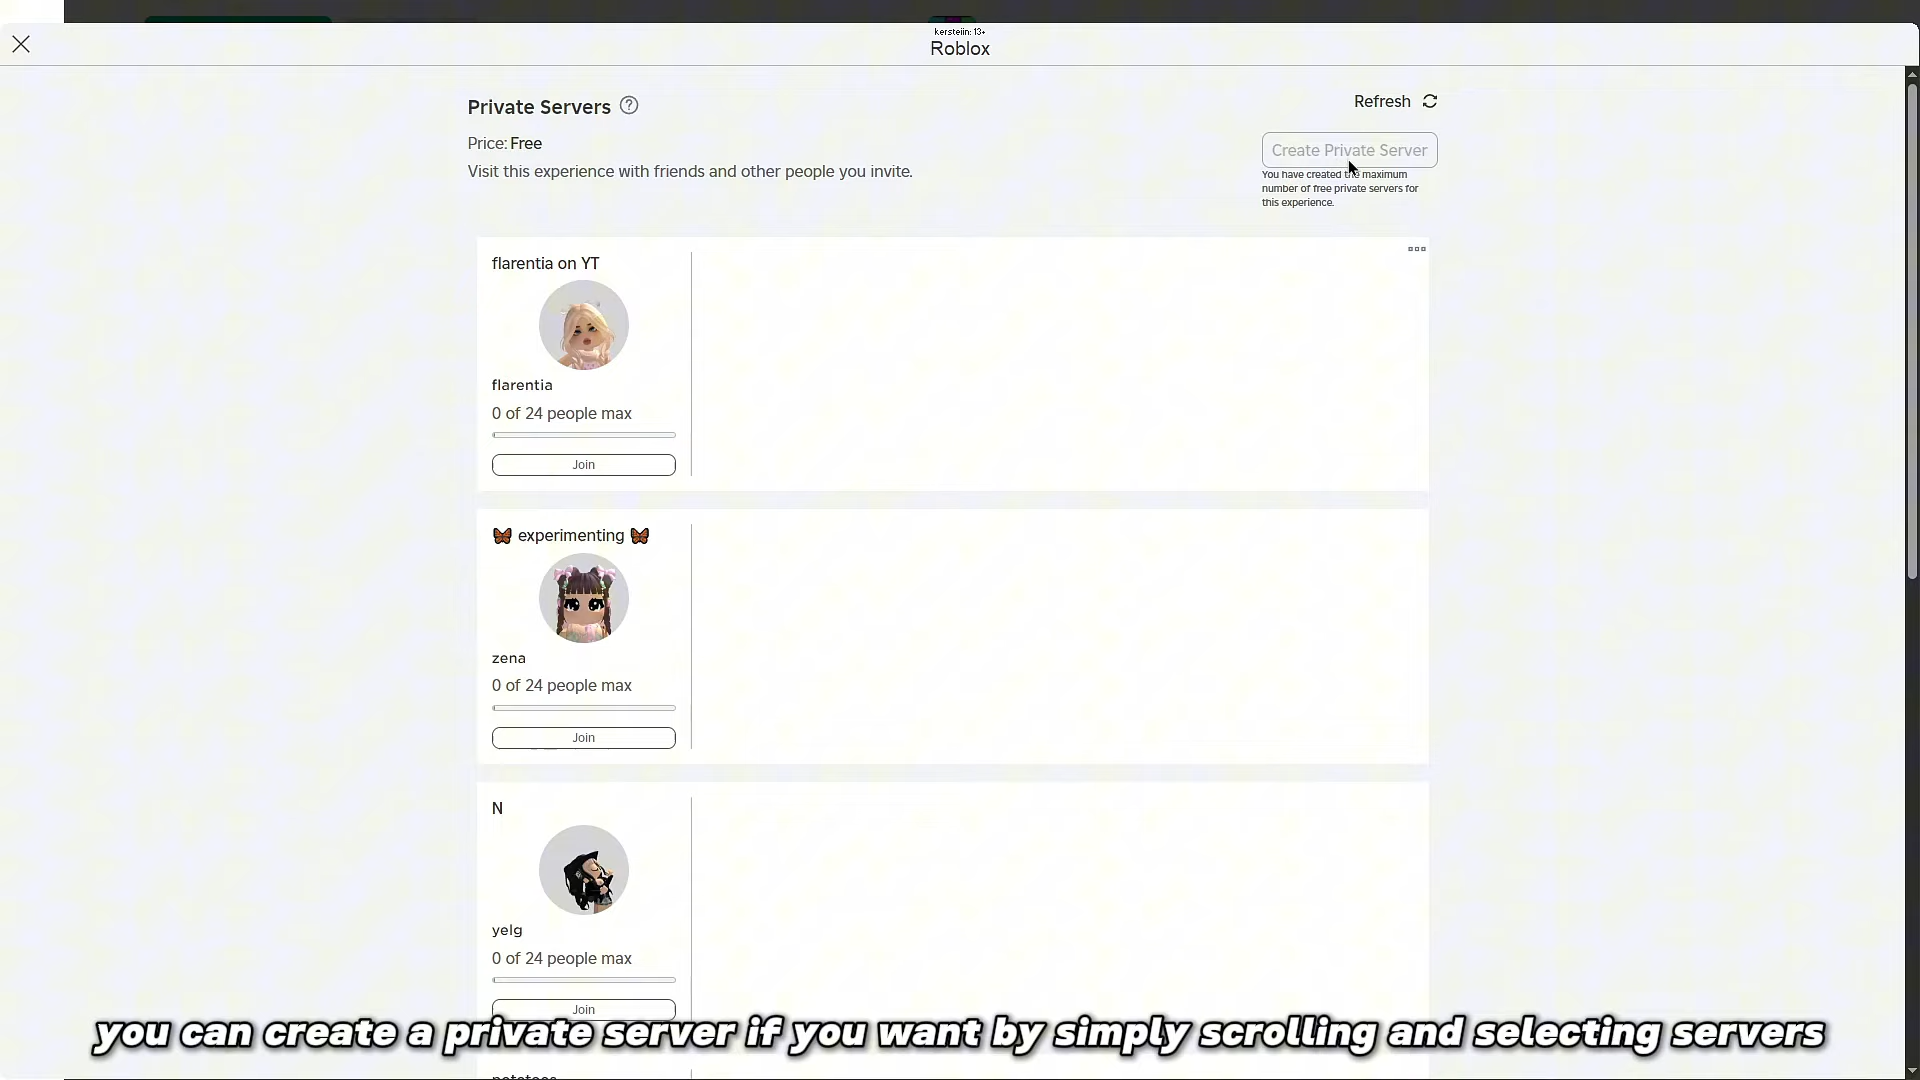 kersteiin: 13+
Roblox
Private Servers
Refresh
Price: Free
Create Private Server
Visit this experience with friends and other people you invite.
You have created the maximum
number of free private servers for
this experience.
flarentia on YT
flarentia
0 of 24 people max
Join
🦋 experimenting 🦋
zena
0 of 24 people max
Join
N
yelg
0 of 24 people max
Join
you can create a private server if you want by simply scrolling and selecting servers